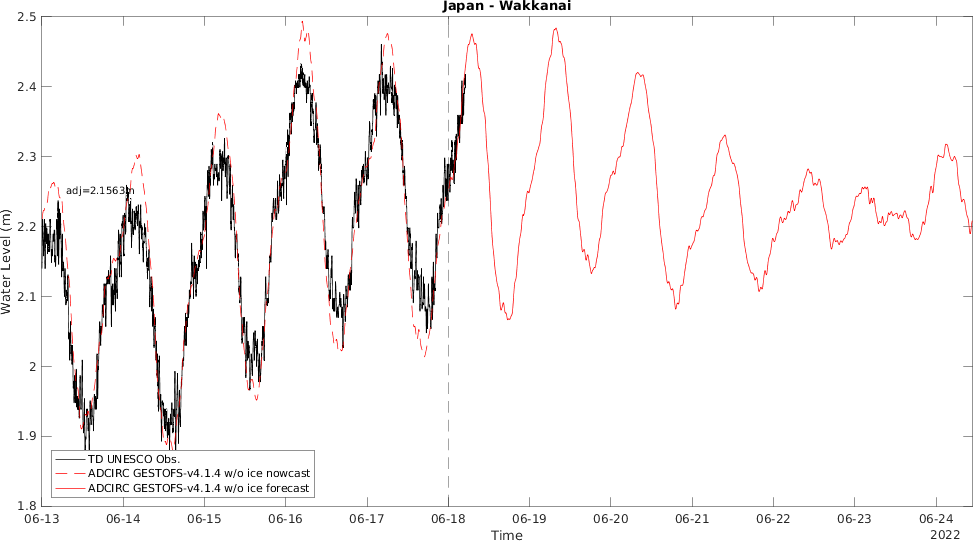 Japan - Wakkanai
2.5
2.4
2.3
2.2
2.1
2
1.9
1.8
Water Level (m)
adj=2.1563m
TD UNESCO Obs.
ADCIRC GESTOFS-v4.1.4 w/o ice nowcast
ADCIRC GESTOFS-v4.1.4 w/o ice forecast
06-13 06-14 06-15 06-16 06-17 06-18 06-19 06-20 06-21 06-22 06-23 06-24
Time
2022